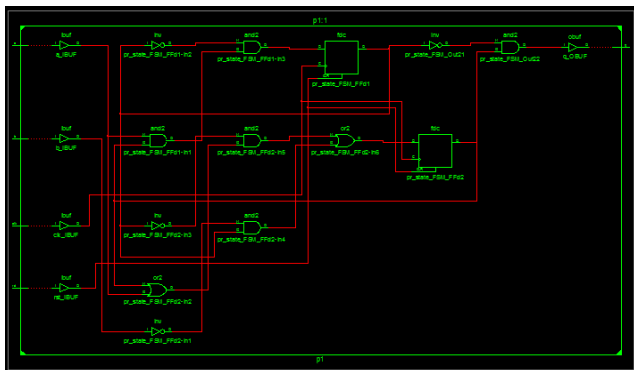 p1:1
ibuf
a_IBUF
inv
pr_state_FSM_FFd1-In2
and2
pr_state_FSM_FFd1-In3
fdc
pr_state_FSM_FFd1
inv
pr_state_FSM_Out21
and2
pr_state_FSM_Out22
obuf
q_OBUF
ibuf
and2
pr_state_FSM_FFd1-In1
and2
pr_state_FSM_FFd2-In5
or2
pr_state_FSM_FFd2-In6
fdc
pr_state_FSM_FFd2
ibuf
clk_IBUF
inv
pr_state_FSM_FFd2-In3
and2
pr_state_FSM_FFd2-In4
ibuf
rst_IBUF
or2
pr_state_FSM_FFd2-In2
inv
pr_state_FSM_FFd2-In1
p1